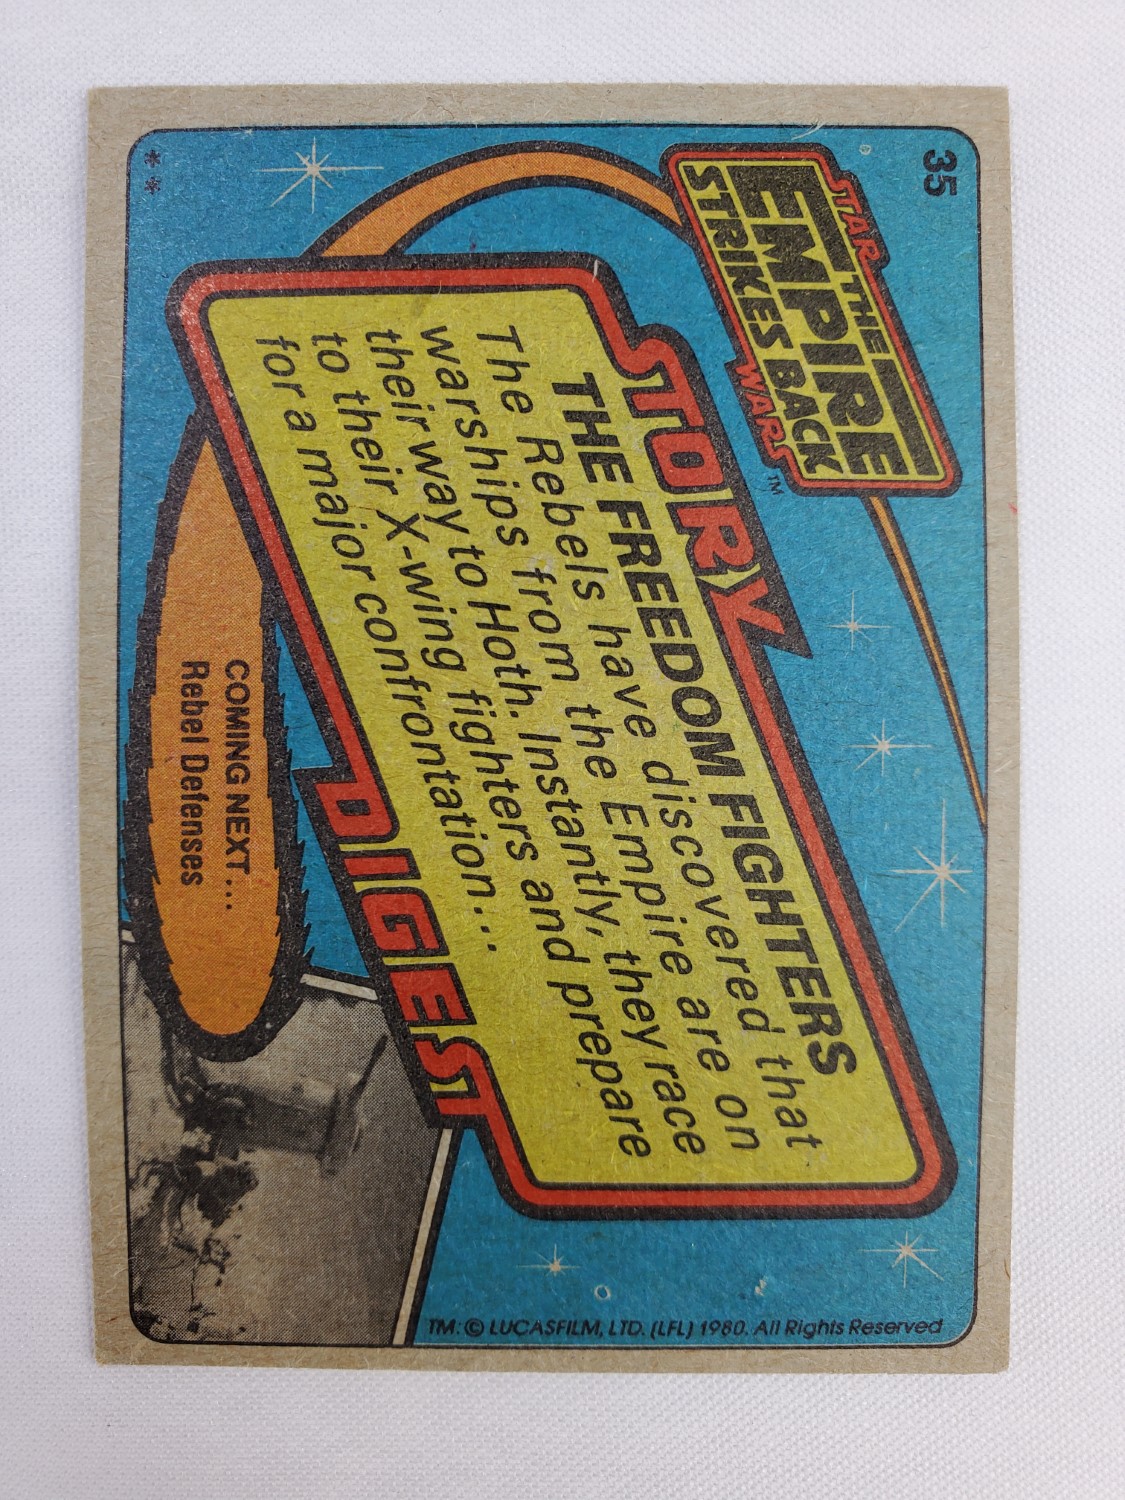 35
STAR
THE
EMPIRE
STRIKES BACK
WARS™
STORY
THE FREEDOM FIGHTERS
The Rebels have discovered that
warships from the Empire are on
their way to Hoth. Instantly, they race
to their X-wing fighters and prepare
for a major confrontation...
DIGEST
COMING NEXT...
Rebel Defenses
**
TM: © LUCASFILM, LTD. (LFL) 1980. All Rights Reserved